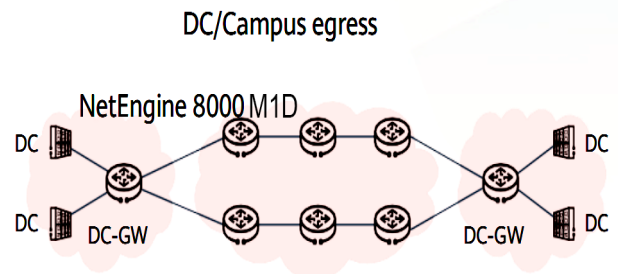 DC/Campus egress
NetEngine 8000 M1D
DC
DC
DC
DC
DC-GW
DC-GW